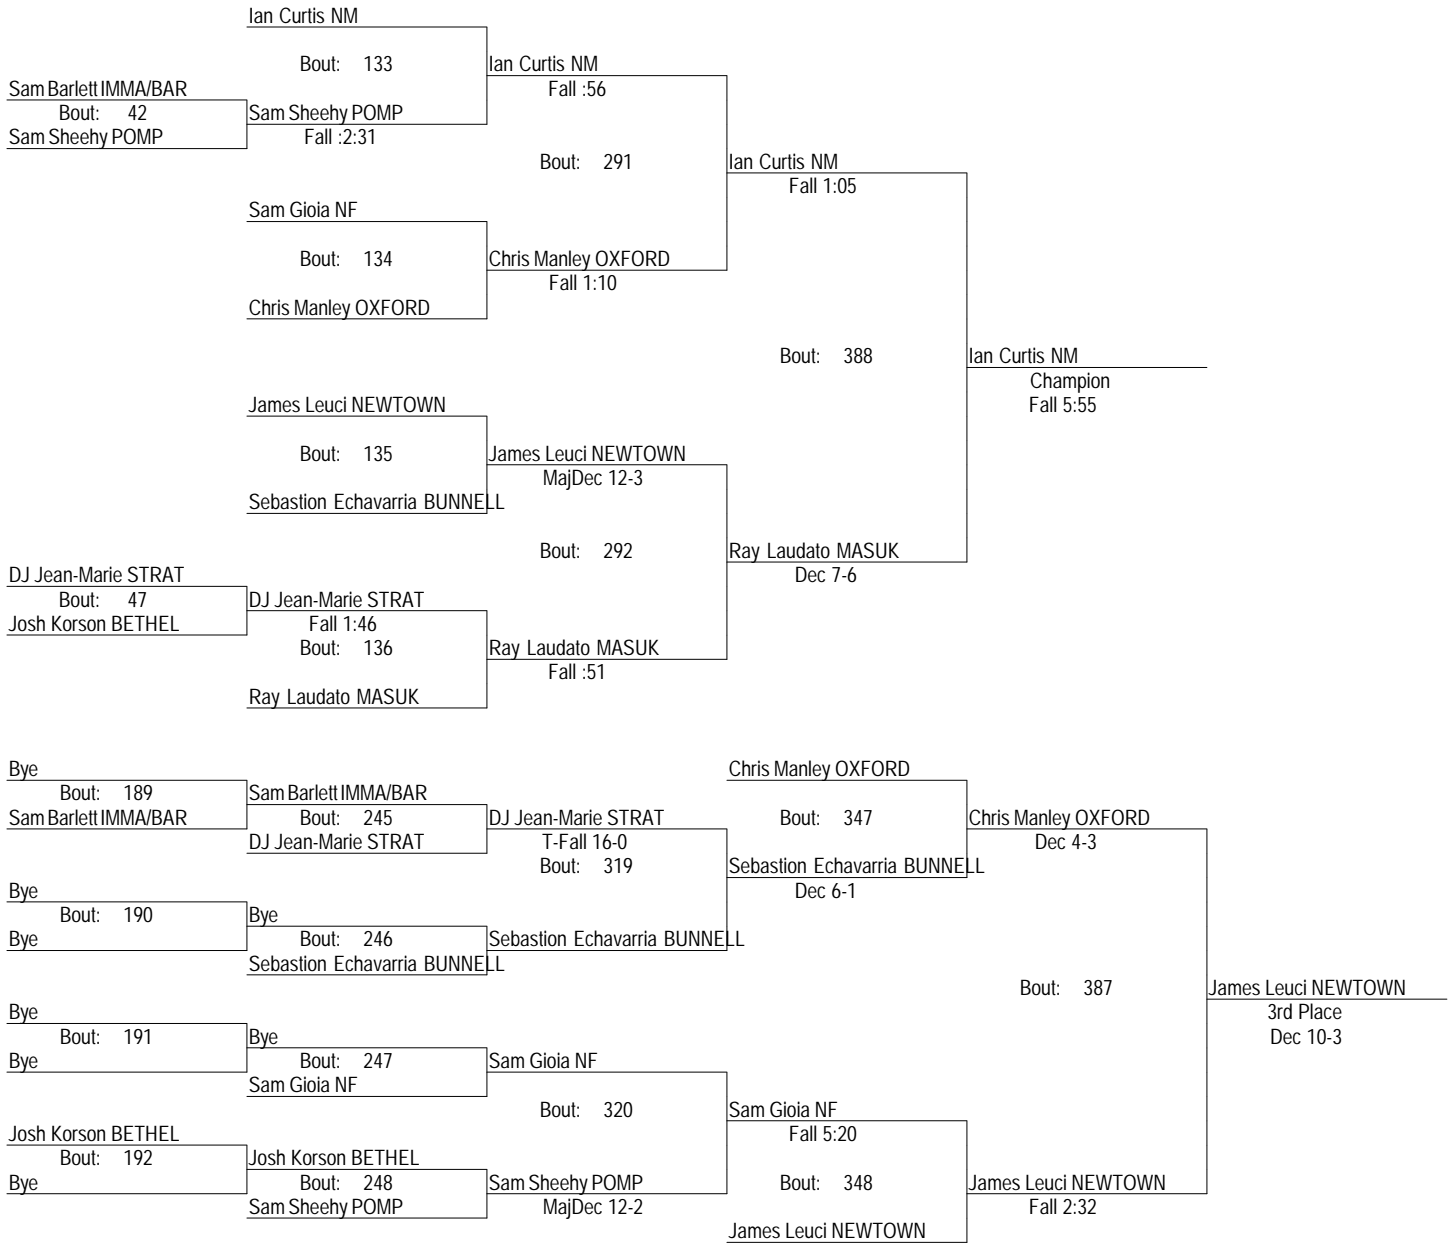 Ian Curtis NM
Bout: 133
Ian Curtis NM
Fall :56
Sam Barlett IMMA/BAR
Bout: 42
Sam Sheehy POMP
Sam Sheehy POMP
Fall :2:31
Bout: 291
Ian Curtis NM
Fall 1:05
Sam Gioia NF
Bout: 134
Chris Manley OXFORD
Fall 1:10
Chris Manley OXFORD
Bout: 388
Ian Curtis NM
Champion
Fall 5:55
James Leuci NEWTOWN
Bout: 135
James Leuci NEWTOWN
MajDec 12-3
Sebastion Echavarria BUNNELL
Bout: 292
Ray Laudato MASUK
Dec 7-6
DJ Jean-Marie STRAT
Bout: 47
Josh Korson BETHEL
DJ Jean-Marie STRAT
Fall 1:46
Bout: 136
Ray Laudato MASUK
Fall :51
Ray Laudato MASUK
Bye
Bout: 189
Sam Barlett IMMA/BAR
Sam Barlett IMMA/BAR
Bout: 245
DJ Jean-Marie STRAT
DJ Jean-Marie STRAT
T-Fall 16-0
Bout: 319
Chris Manley OXFORD
Bout: 347
Sebastion Echavarria BUNNELL
Dec 6-1
Chris Manley OXFORD
Dec 4-3
Bye
Bout: 190
Bye
Bye
Bout: 246
Sebastion Echavarria BUNNELL
Sebastion Echavarria BUNNELL
Bout: 387
James Leuci NEWTOWN
3rd Place
Dec 10-3
Bye
Bout: 191
Bye
Bye
Bout: 247
Sam Gioia NF
Sam Gioia NF
Bout: 320
Sam Gioia NF
Fall 5:20
Josh Korson BETHEL
Bout: 192
Bye
Josh Korson BETHEL
Bout: 248
Sam Sheehy POMP
Sam Sheehy POMP
MajDec 12-2
Bout: 348
James Leuci NEWTOWN
James Leuci NEWTOWN
Fall 2:32